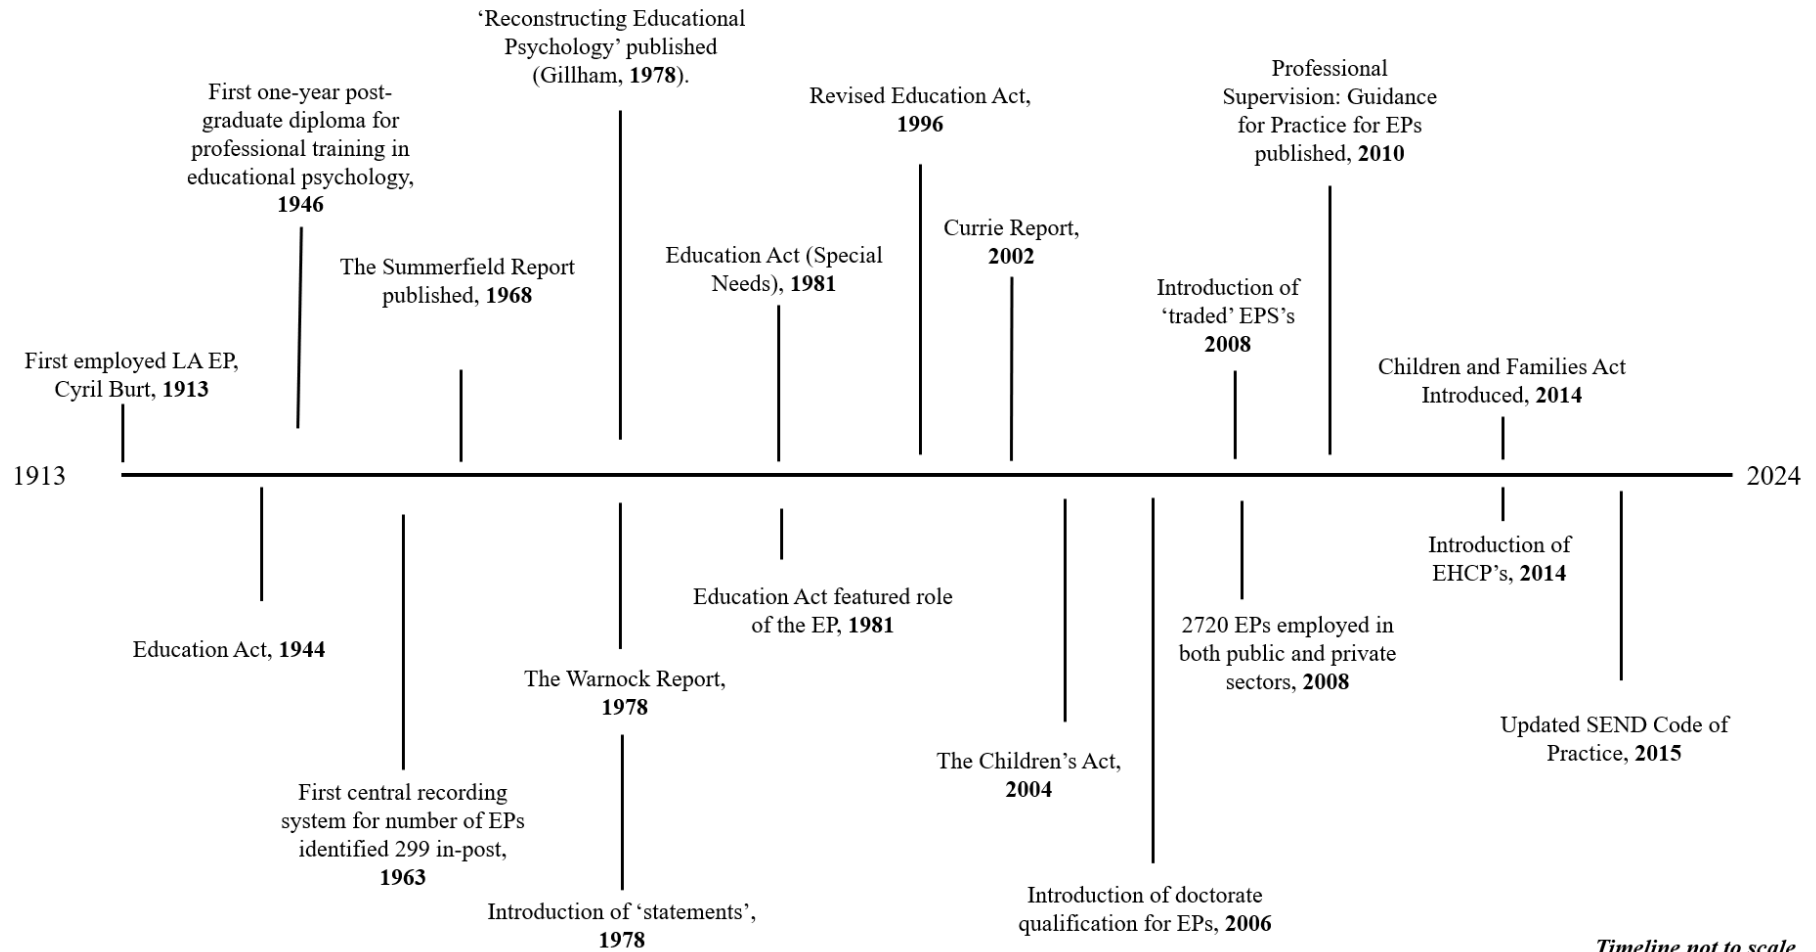 ‘Reconstructing Educational
Psychology’ published
(Gillham, 1978).
First one-year post-
graduate diploma for
professional training in
educational psychology,
1946
Revised Education Act,
1996
Professional
Supervision: Guidance
for Practice for EPs
published, 2010
The Summerfield Report
published, 1968
Education Act (Special
Needs), 1981
Currie Report,
2002
Introduction of
‘traded’ EPS’s
2008
First employed LA EP,
Cyril Burt, 1913
Children and Families Act
Introduced, 2014
1913
2024
Education Act, 1944
First central recording
system for number of EPs
identified 299 in-post,
1963
The Warnock Report,
1978
Introduction of ‘statements’,
1978
Education Act featured role
of the EP, 1981
The Children’s Act,
2004
Introduction of doctorate
qualification for EPs, 2006
2720 EPs employed in
both public and private
sectors, 2008
Introduction of
EHCP’s, 2014
Updated SEND Code of
Practice, 2015
Timeline not to scale